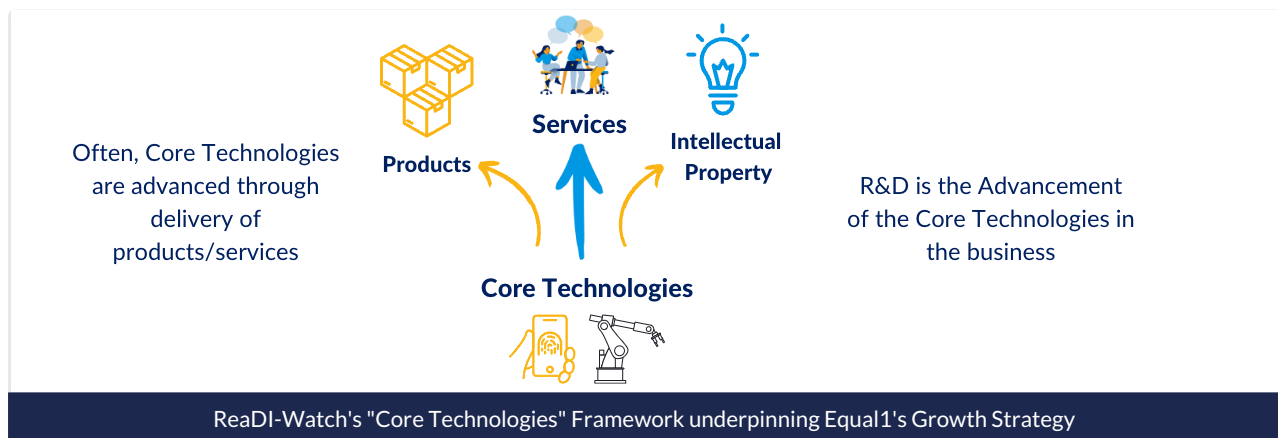 Services
Intellectual
Property
Products
Often, Core Technologies
are advanced through
delivery of
products/services
R&D is the Advancement
of the Core Technologies in
the business
Core Technologies
ReaDI-Watch's "Core Technologies" Framework underpinning Equal1's Growth Strategy